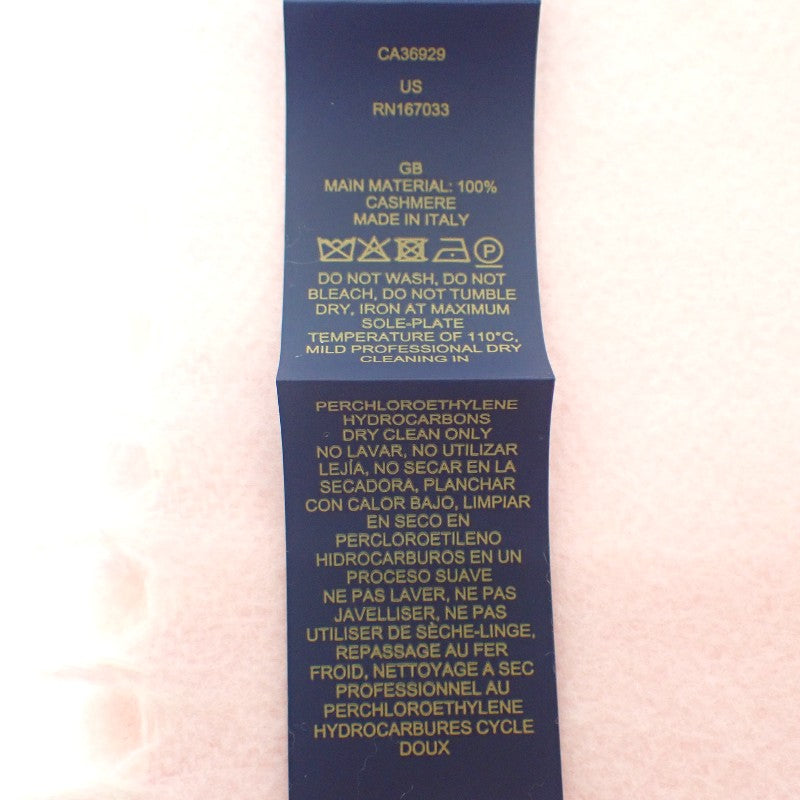 CA36929
US
RN167033
GB
MAIN MATERIAL: 100%
CASHMERE
MADE IN ITALY
P
DO NOT WASH, DO NOT
BLEACH, DO NOT TUMBLE
DRY, IRON AT MAXIMUM
SOLE-PLATE
TEMPERATURE OF 110°C,
MILD PROFESSIONAL DRY
CLEANING IN
PERCHLOROETHYLENE
HYDROCARBONS
DRY CLEAN ONLY
NO LAVAR, NO UTILIZAR
LEJÍA, NO SECAR EN LA
SECADORA, PLANCHAR
CON CALOR BAJO, LIMPIAR
EN SECO EN
PERCLOROETILENO
HIDROCARBUROS EN UN
PROCESO SUAVE
NE PAS LAVER, NE PAS
JAVELLISER, NE PAS
UTILISER DE SÈCHE-LINGE,
REPASSAGE AU FER
FROID, NETTOYAGE A SEC
PROFESSIONNEL AU
PERCHLOROETHYLENE
HYDROCARBURES CYCLE
DOUX